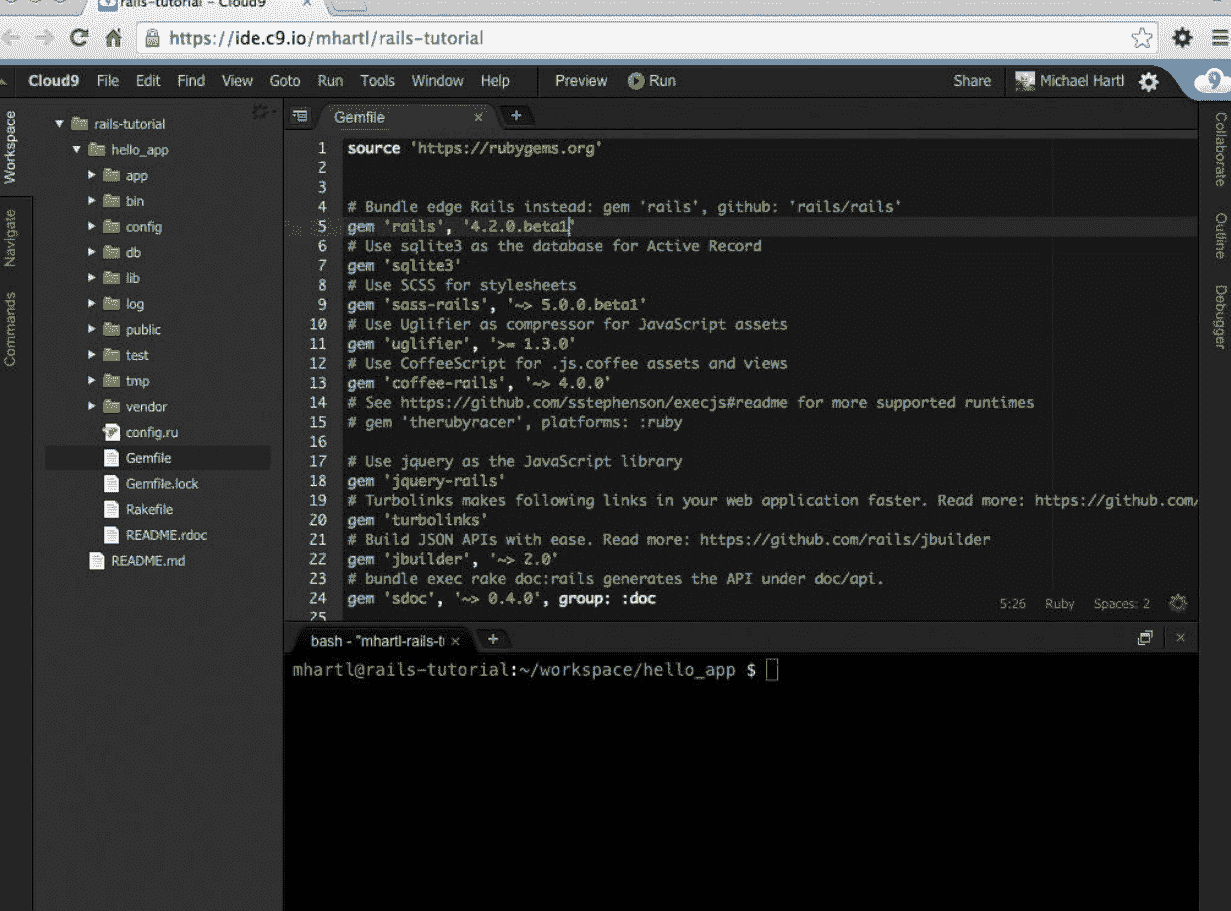 rails-tutorial - Cloud9
https://ide.c9.io/mhartl/rails-tutorial
Cloud9 File Edit Find View Goto Run Tools Window Help Preview Run Share Michael Hartl 9
Workspace
Navigate
Commands
rails-tutorial
hello_app
app
bin
config
db
lib
log
public
test
tmp
vendor
config.ru
Gemfile
Gemfile.lock
Rakefile
README.rdoc
README.md
Gemfile
1 source 'https://rubygems.org'
2
3
4 # Bundle edge Rails instead: gem 'rails', github: 'rails/rails'
5 gem 'rails', '4.2.0.beta1'
6 # Use sqlite3 as the database for Active Record
7 gem 'sqlite3'
8 # Use SCSS for stylesheets
9 gem 'sass-rails', '~> 5.0.0.beta1'
10 # Use Uglifier as compressor for JavaScript assets
11 gem 'uglifier', '>= 1.3.0'
12 # Use CoffeeScript for .js.coffee assets and views
13 gem 'coffee-rails', '~> 4.0.0'
14 # See https://github.com/sstephenson/execjs#readme for more supported runtimes
15 # gem 'therubyracer', platforms: :ruby
16
17 # Use jquery as the JavaScript library
18 gem 'jquery-rails'
19 # Turbolinks makes following links in your web application faster. Read more: https://github.com/
20 gem 'turbolinks'
21 # Build JSON APIs with ease. Read more: https://github.com/rails/jbuilder
22 gem 'jbuilder', '~> 2.0'
23 # bundle exec rake doc:rails generates the API under doc/api.
24 gem 'sdoc', '~> 0.4.0', group: :doc
25
5:26 Ruby Spaces: 2
bash - "mhartl-rails-t
mhartl@rails-tutorial:~/workspace/hello_app $
Collaborate
Outline
Debugger